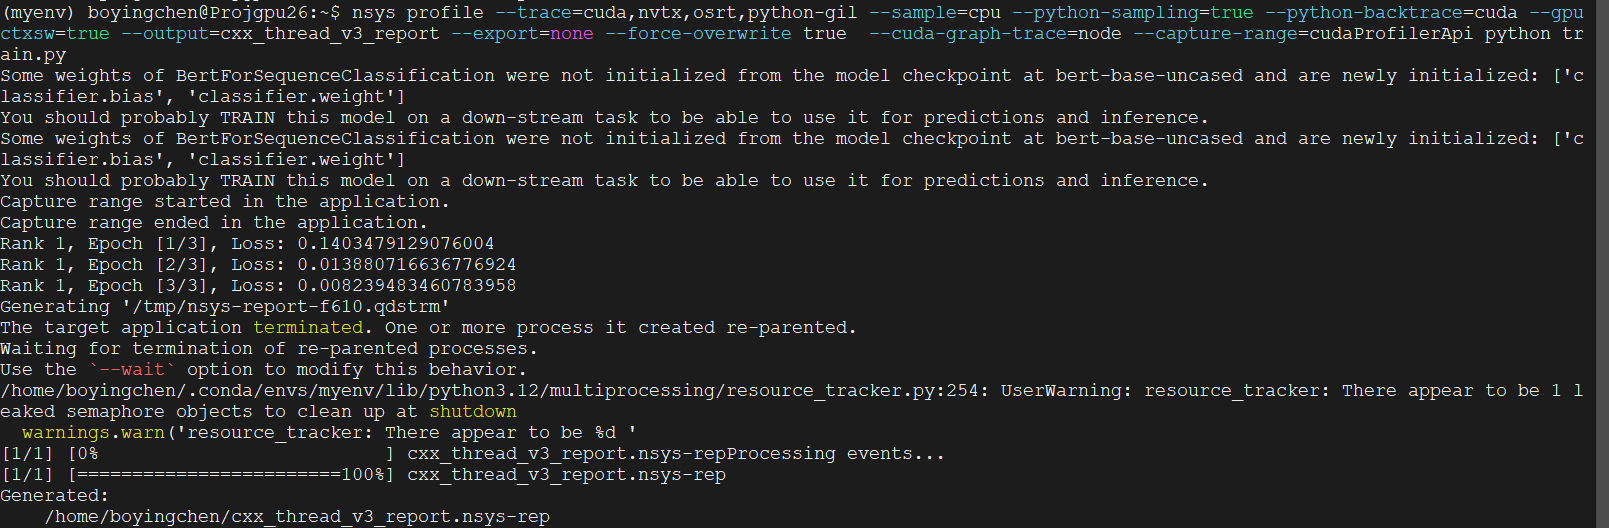 (myenv) boyingchen@Projgpu26:~$ nsys profile --trace=cuda,nvtx,osrt,python-gil --sample=cpu --python-sampling=true --python-backtrace=cuda --gpu
ctxsw=true --output=cxx_thread_v3_report --export=none --force-overwrite true  --cuda-graph-trace=node --capture-range=cudaProfilerApi python tr
ain.py
Some weights of BertForSequenceClassification were not initialized from the model checkpoint at bert-base-uncased and are newly initialized: ['c
lassifier.bias', 'classifier.weight']
You should probably TRAIN this model on a down-stream task to be able to use it for predictions and inference.
Some weights of BertForSequenceClassification were not initialized from the model checkpoint at bert-base-uncased and are newly initialized: ['c
lassifier.bias', 'classifier.weight']
You should probably TRAIN this model on a down-stream task to be able to use it for predictions and inference.
Capture range started in the application.
Capture range ended in the application.
Rank 1, Epoch [1/3], Loss: 0.1403479129076004
Rank 1, Epoch [2/3], Loss: 0.013880716636776924
Rank 1, Epoch [3/3], Loss: 0.008239483460783958
Generating '/tmp/nsys-report-f610.qdstrm'
The target application terminated. One or more process it created re-parented.
Waiting for termination of re-parented processes.
Use the `--wait` option to modify this behavior.
/home/boyingchen/.conda/envs/myenv/lib/python3.12/multiprocessing/resource_tracker.py:254: UserWarning: resource_tracker: There appear to be 1 l
eaked semaphore objects to clean up at shutdown
  warnings.warn('resource_tracker: There appear to be %d '
[1/1] [0%                          ] cxx_thread_v3_report.nsys-repProcessing events...
[1/1] [========================100%] cxx_thread_v3_report.nsys-rep
Generated:
    /home/boyingchen/cxx_thread_v3_report.nsys-rep